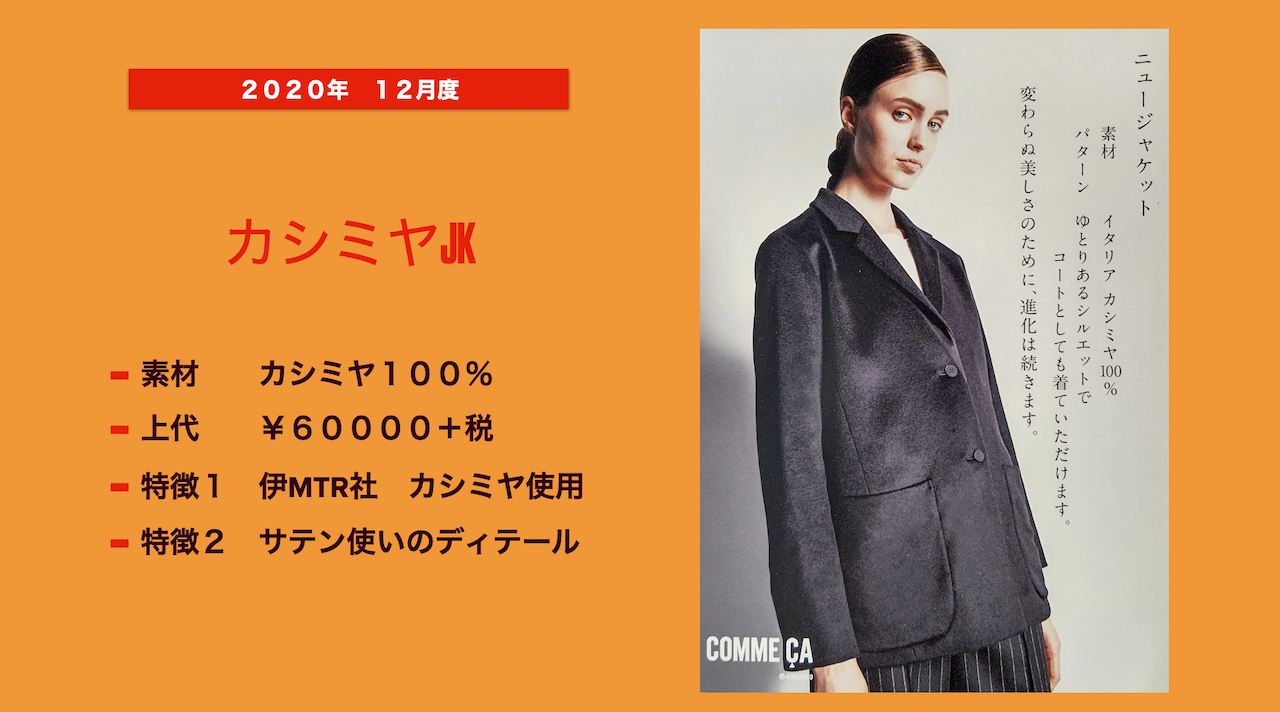 ２０２０年　１２月度
カシミヤJK
素材　　カシミヤ１００％
上代　　￥６００００＋税
特徴１　伊MTR社　カシミヤ使用
特徴２　サテン使いのディテール
ニュージャケット
素材　イタリア カシミヤ100%
パターン　ゆとりあるシルエットで
コートとしても着ていただけます。
変わらぬ美しさのために、進化は続きます。
COMME ÇA